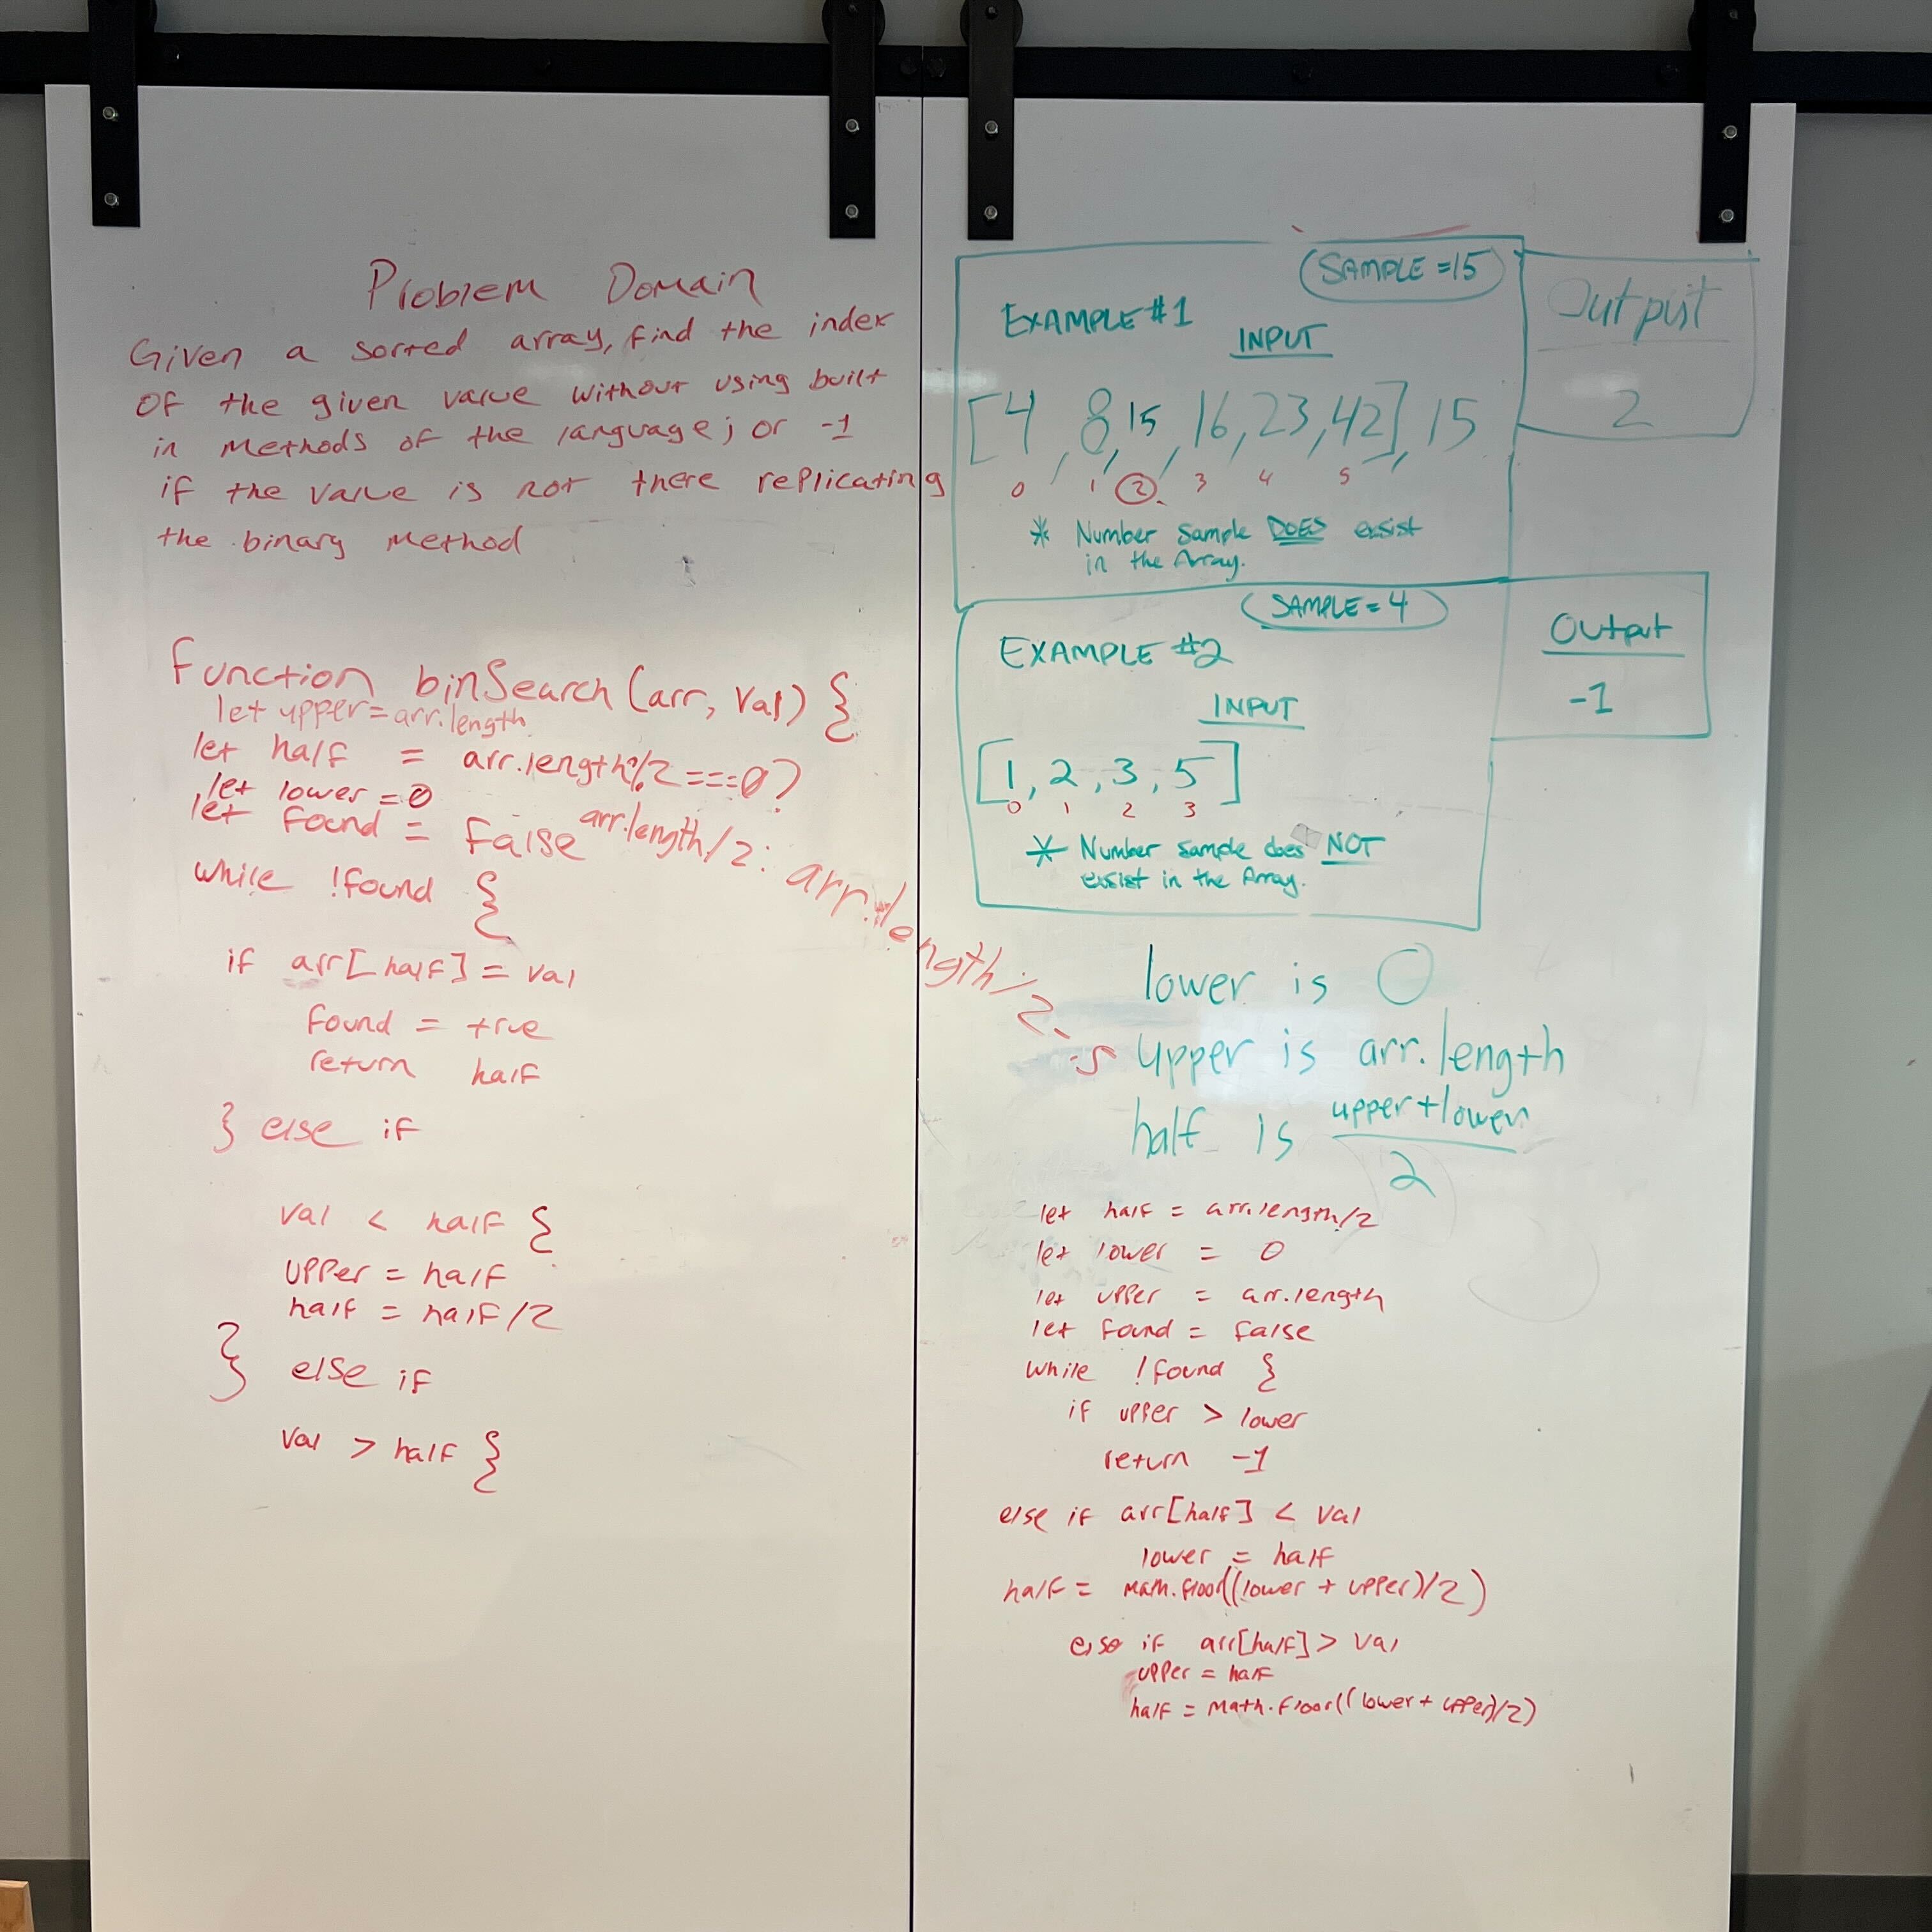 Problem Domain
Given a sorted array, find the index
of the given value without using built
in methods of the language; or -1
if the value is not there replicating
the binary method
function binSearch (arr, val) {
let upper = arr.length
let half = arr.length%2===0?
let lower = 0
let found = false
arr.length/2: arr.length/2-.5
while !found {
if arr[half] = val
found = true
return half
} else if
val < half {
upper = half
half = half/2
} else if
val > half {
SAMPLE = 15
EXAMPLE #1
INPUT
[4, 8, 15, 16, 23, 42], 15
0 1 2 3 4 5
* Number Sample DOES exsist
in the Array.
Output
2
SAMPLE = 4
EXAMPLE #2
INPUT
[1, 2, 3, 5]
0 1 2 3
* Number sample does NOT
exsist in the Array.
Output
-1
lower is 0
upper is arr.length
half is upper+lower
2
let half = arr.length/2
let lower = 0
let upper = arr.length
let found = false
while !found {
if upper > lower
return -1
else if arr[half] < val
lower = half
half = math.floor((lower + upper)/2)
else if arr[half] > val
upper = half
half = Math.floor((lower + upper)/2)